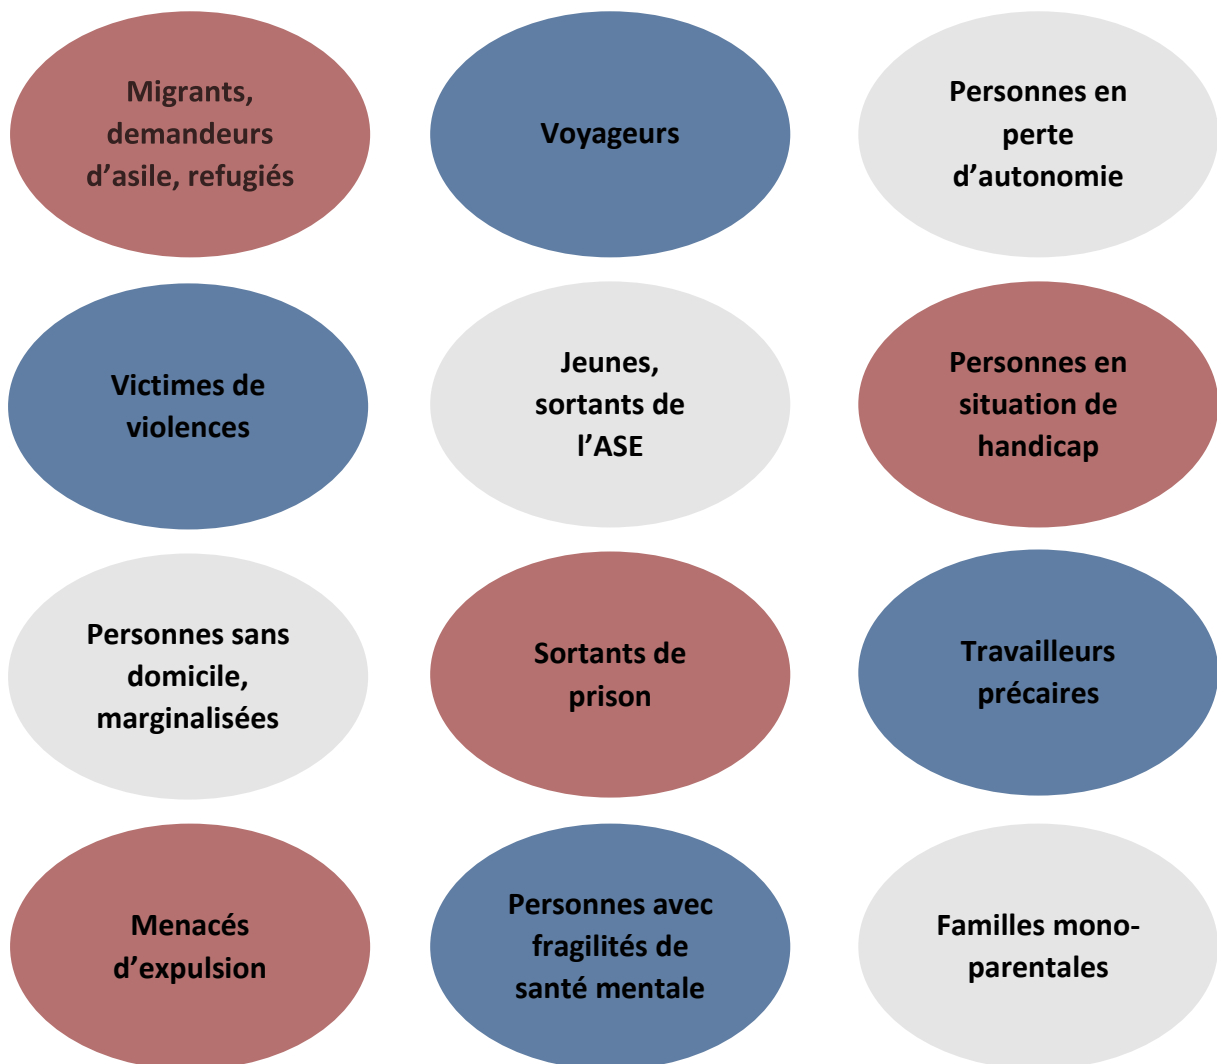 Migrants,
demandeurs
d’asile, refugiés
Voyageurs
Personnes en
perte
d’autonomie
Victimes de
violences
Jeunes,
sortants de
l’ASE
Personnes en
situation de
handicap
Personnes sans
domicile,
marginalisées
Sortants de
prison
Travailleurs
précaires
Menacés
d’expulsion
Personnes avec
fragilités de
santé mentale
Familles mono-
parentales